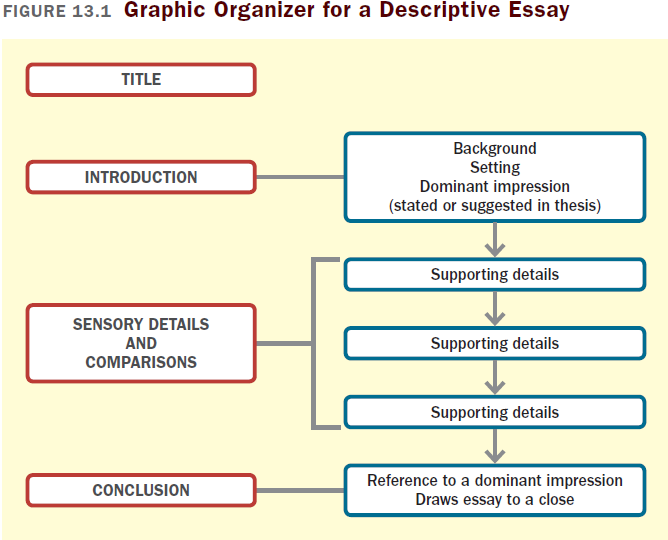 FIGURE 13.1 Graphic Organizer for a Descriptive Essay
TITLE
INTRODUCTION
Background
Setting
Dominant impression
(stated or suggested in thesis)
SENSORY DETAILS
AND
COMPARISONS
Supporting details
Supporting details
Supporting details
CONCLUSION
Reference to a dominant impression
Draws essay to a close